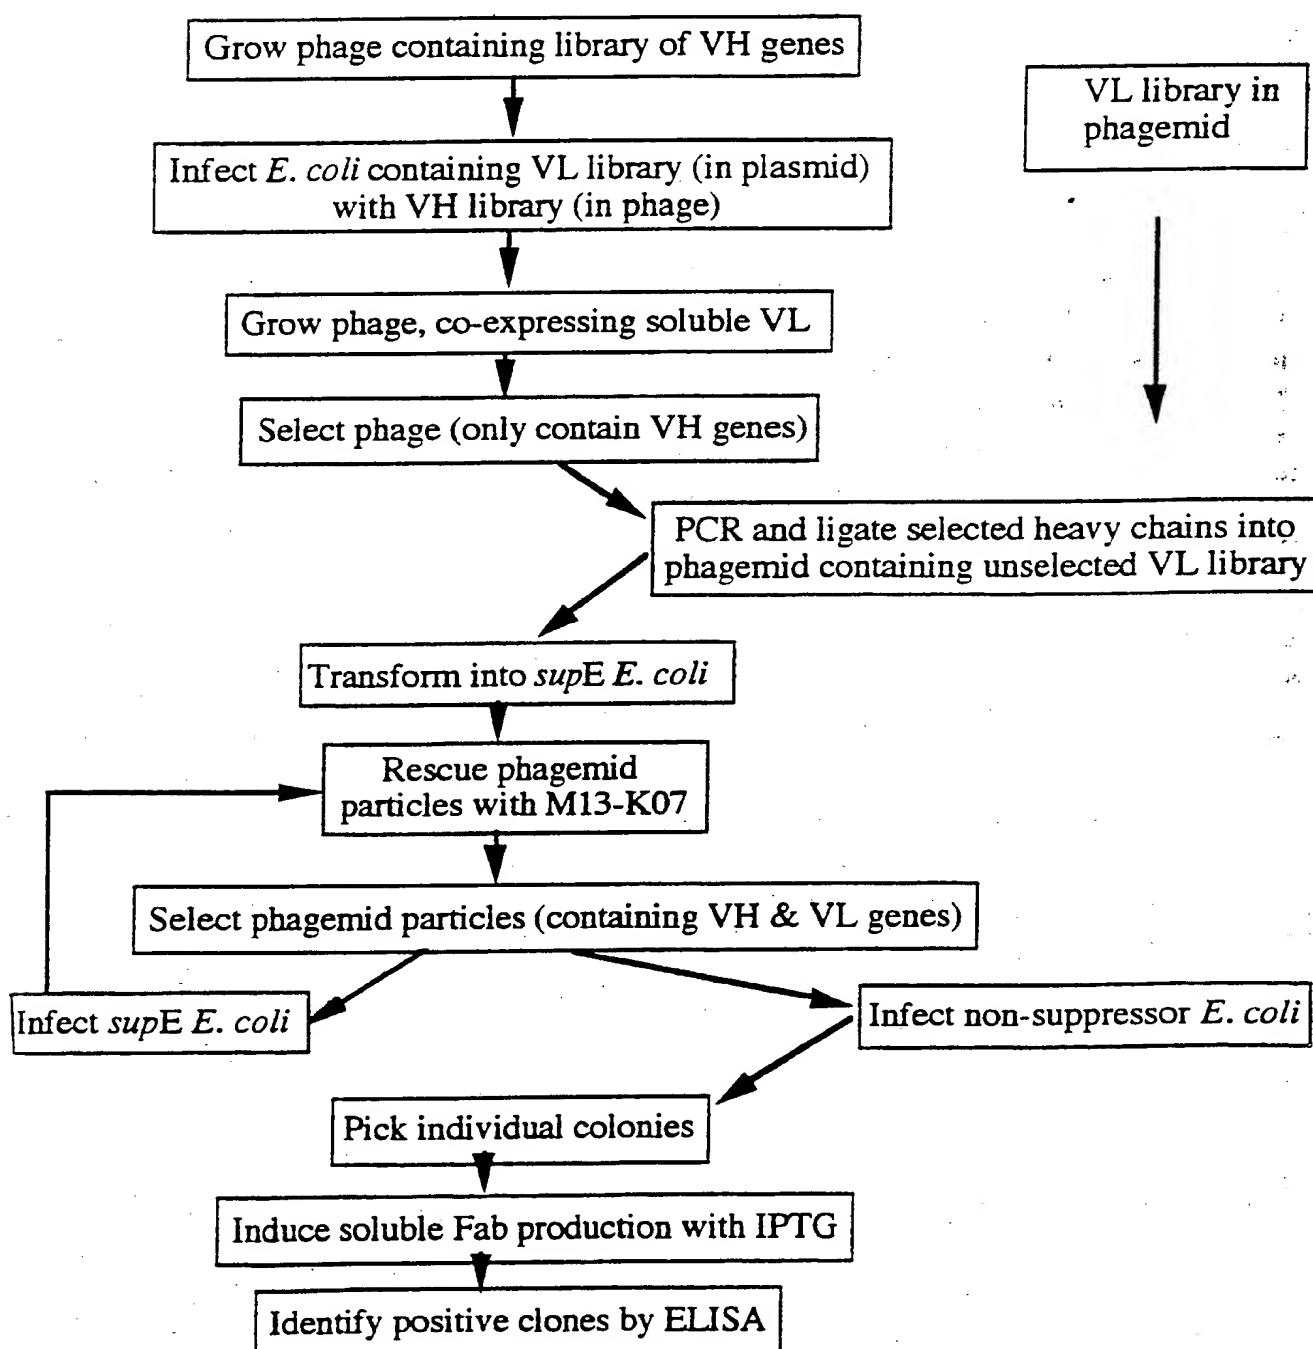 Grow phage containing library of VH genes
VL library in
phagemid
Infect E. coli containing VL library (in plasmid)
with VH library (in phage)
Grow phage, co-expressing soluble VL
Select phage (only contain VH genes)
PCR and ligate selected heavy chains into
phagemid containing unselected VL library
Transform into supE E. coli
Rescue phagemid
particles with M13-K07
Select phagemid particles (containing VH & VL genes)
Infect supE E. coli
Infect non-suppressor E. coli
Pick individual colonies
Induce soluble Fab production with IPTG
Identify positive clones by ELISA